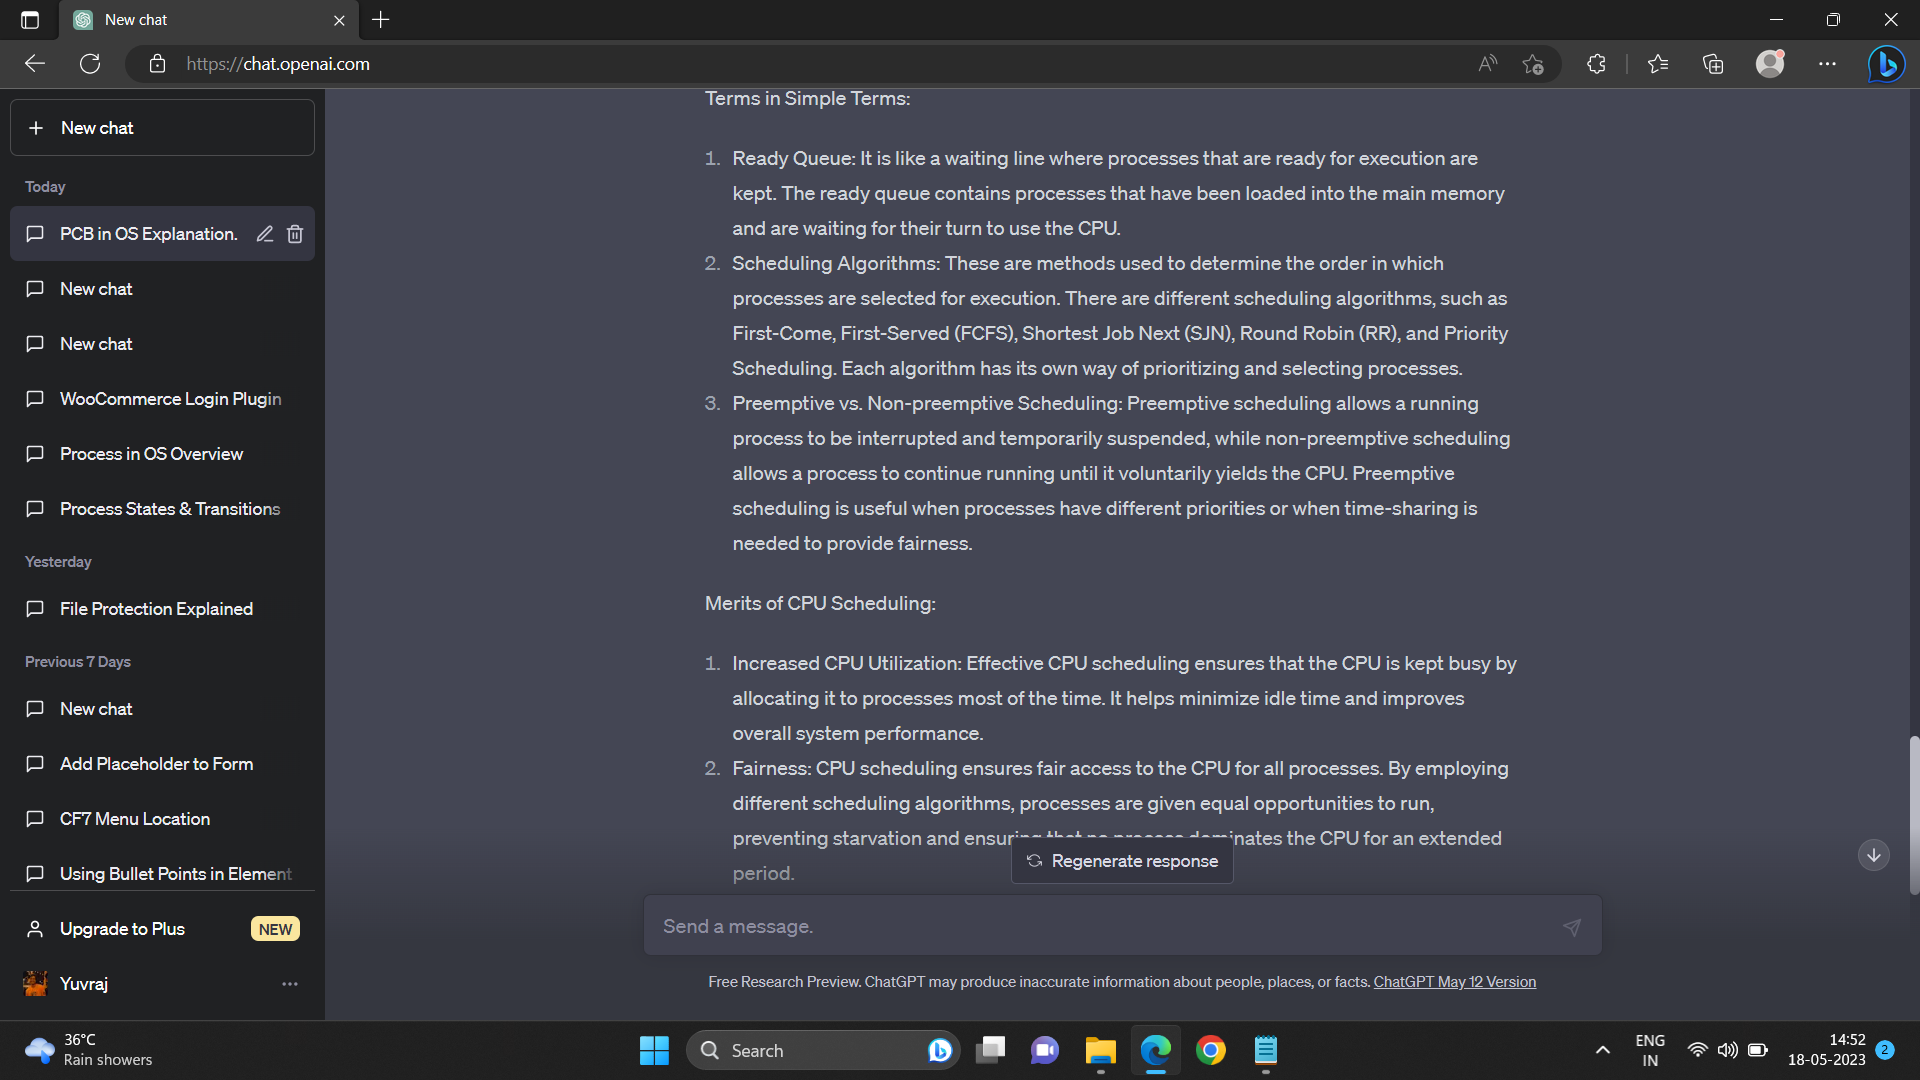 New chat
https://chat.openai.com
New chat
Today
PCB in OS Explanation.
New chat
New chat
WooCommerce Login Plugin
Process in OS Overview
Process States & Transitions
Yesterday
File Protection Explained
Previous 7 Days
New chat
Add Placeholder to Form
CF7 Menu Location
Using Bullet Points in Element
Upgrade to Plus NEW
Yuvraj
Terms in Simple Terms:
1. Ready Queue: It is like a waiting line where processes that are ready for execution are
kept. The ready queue contains processes that have been loaded into the main memory
and are waiting for their turn to use the CPU.
2. Scheduling Algorithms: These are methods used to determine the order in which
processes are selected for execution. There are different scheduling algorithms, such as
First-Come, First-Served (FCFS), Shortest Job Next (SJN), Round Robin (RR), and Priority
Scheduling. Each algorithm has its own way of prioritizing and selecting processes.
3. Preemptive vs. Non-preemptive Scheduling: Preemptive scheduling allows a running
process to be interrupted and temporarily suspended, while non-preemptive scheduling
allows a process to continue running until it voluntarily yields the CPU. Preemptive
scheduling is useful when processes have different priorities or when time-sharing is
needed to provide fairness.
Merits of CPU Scheduling:
1. Increased CPU Utilization: Effective CPU scheduling ensures that the CPU is kept busy by
allocating it to processes most of the time. It helps minimize idle time and improves
overall system performance.
2. Fairness: CPU scheduling ensures fair access to the CPU for all processes. By employing
different scheduling algorithms, processes are given equal opportunities to run,
preventing starvation and ensuring that no process dominates the CPU for an extended
period.
Regenerate response
Send a message.
Free Research Preview. ChatGPT may produce inaccurate information about people, places, or facts. ChatGPT May 12 Version
36°C
Rain showers
Search
ENG
IN
14:52
18-05-2023
2